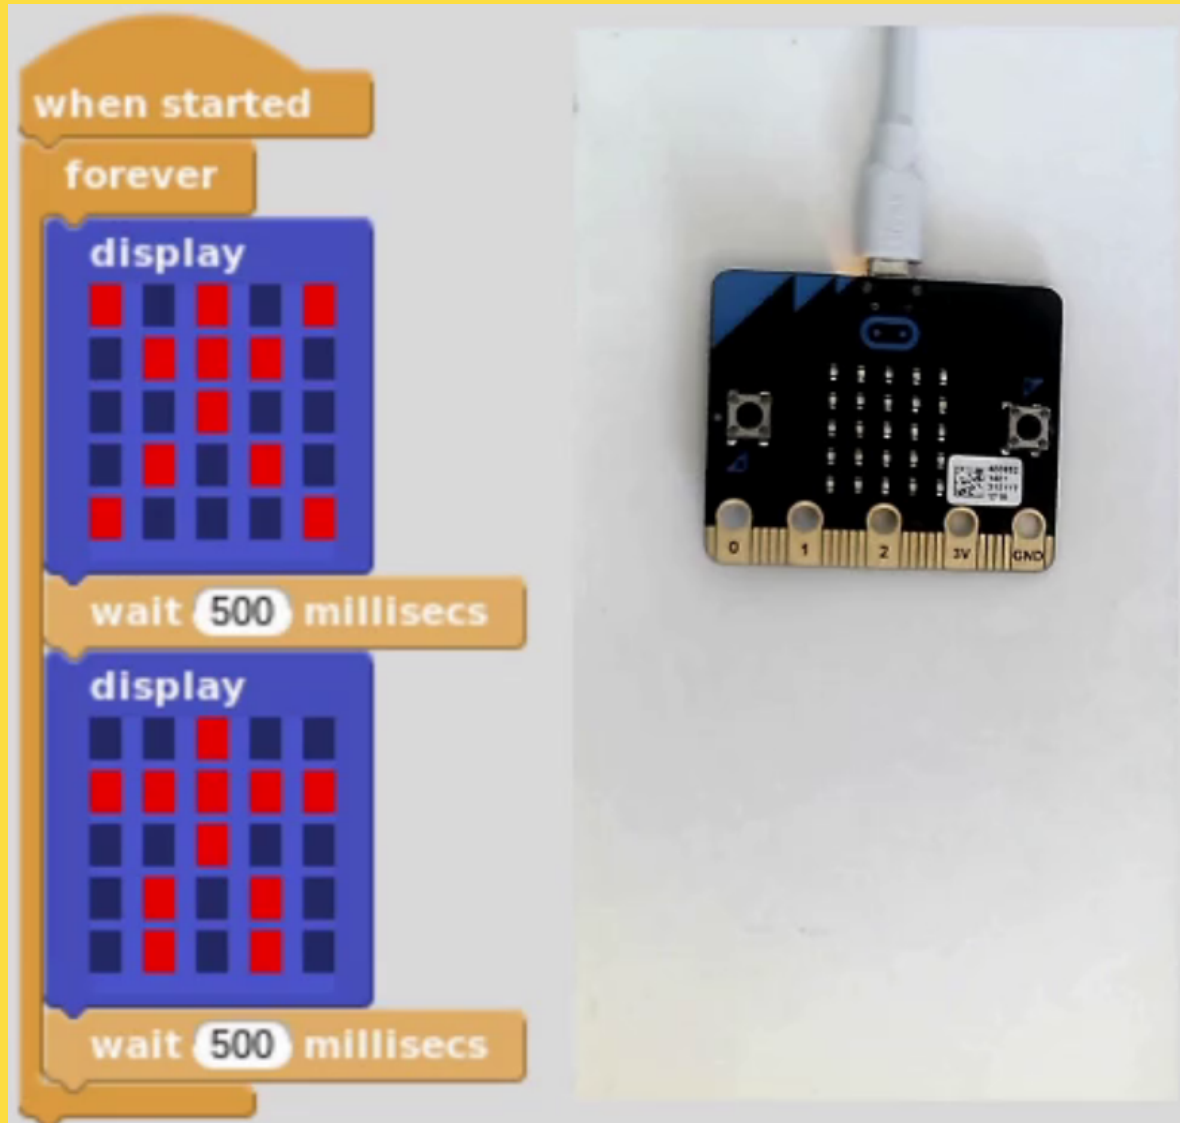 when started
forever
display
wait 500 millisecs
display
wait 500 millisecs
0 1 2 3V GND